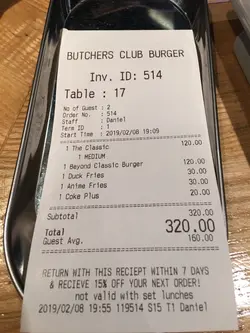 BUTCHERS CLUB BURGER
Inv. ID: 514
Table : 17
No of Guest : 2
Order No. : 514
Staff : Daniel
Term ID : 1
Start Time : 2019/02/08 19:09
1 The Classic 120.00
1 MEDIUM
1 Beyond Classic Burger 120.00
1 Duck Fries 30.00
1 Anime Fries 30.00
1 Coke Plus 20.00
Subtotal 320.00
Total 320.00
Guest Avg. 160.00
RETURN WITH THIS RECIEPT WITHIN 7 DAYS
& RECIEVE 15% OFF YOUR NEXT ORDER!
not valid with set lunches
2019/02/08 19:55 119514 S15 T1 Daniel